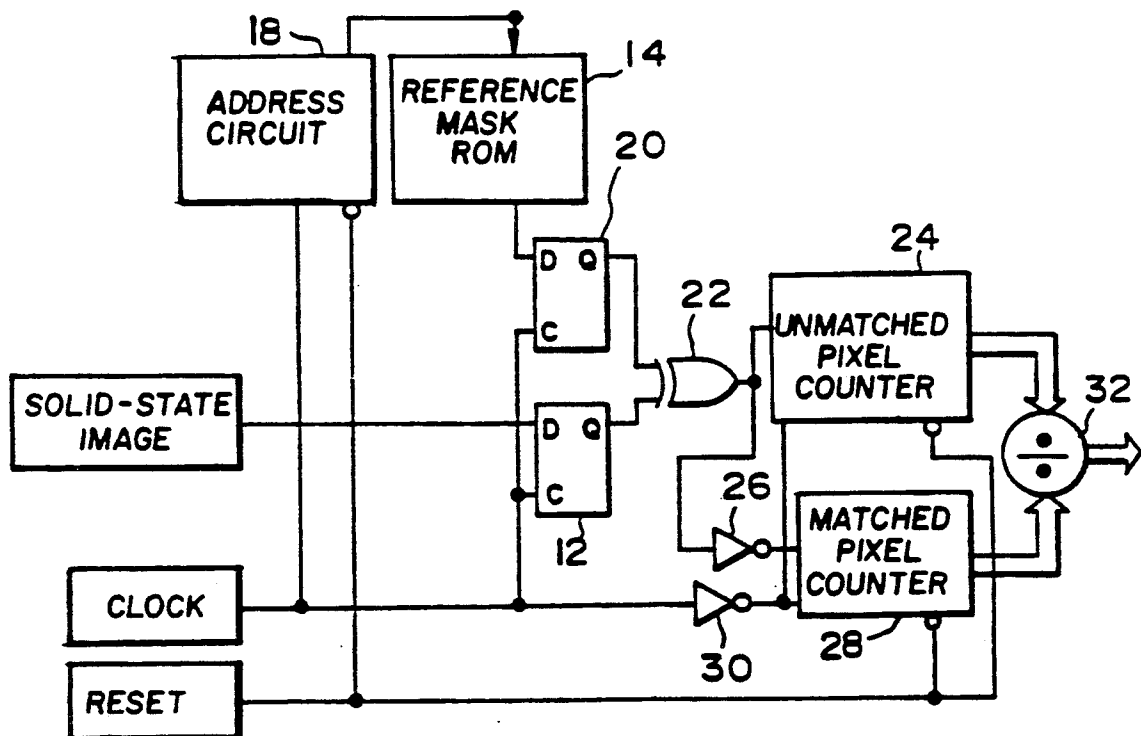 18
ADDRESS
CIRCUIT
14
REFERENCE
MASK
ROM
20
D Q
C
22
24
UNMATCHED
PIXEL
COUNTER
32
SOLID-STATE
IMAGE
D Q
C
12
26
MATCHED
PIXEL
COUNTER
28
CLOCK
30
RESET